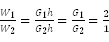 W₁/W₂ = G₁h/G₂h = G₁/G₂ = 2/1